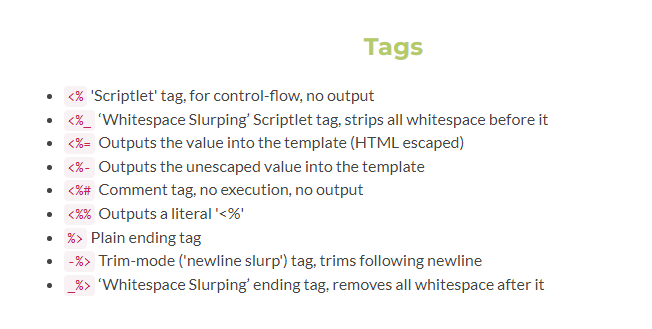 Tags
<% 'Scriptlet' tag, for control-flow, no output
<%_ ‘Whitespace Slurping’ Scriptlet tag, strips all whitespace before it
<%= Outputs the value into the template (HTML escaped)
<%- Outputs the unescaped value into the template
<%# Comment tag, no execution, no output
<%% Outputs a literal '<%'
%> Plain ending tag
-%> Trim-mode ('newline slurp') tag, trims following newline
_%> ‘Whitespace Slurping’ ending tag, removes all whitespace after it